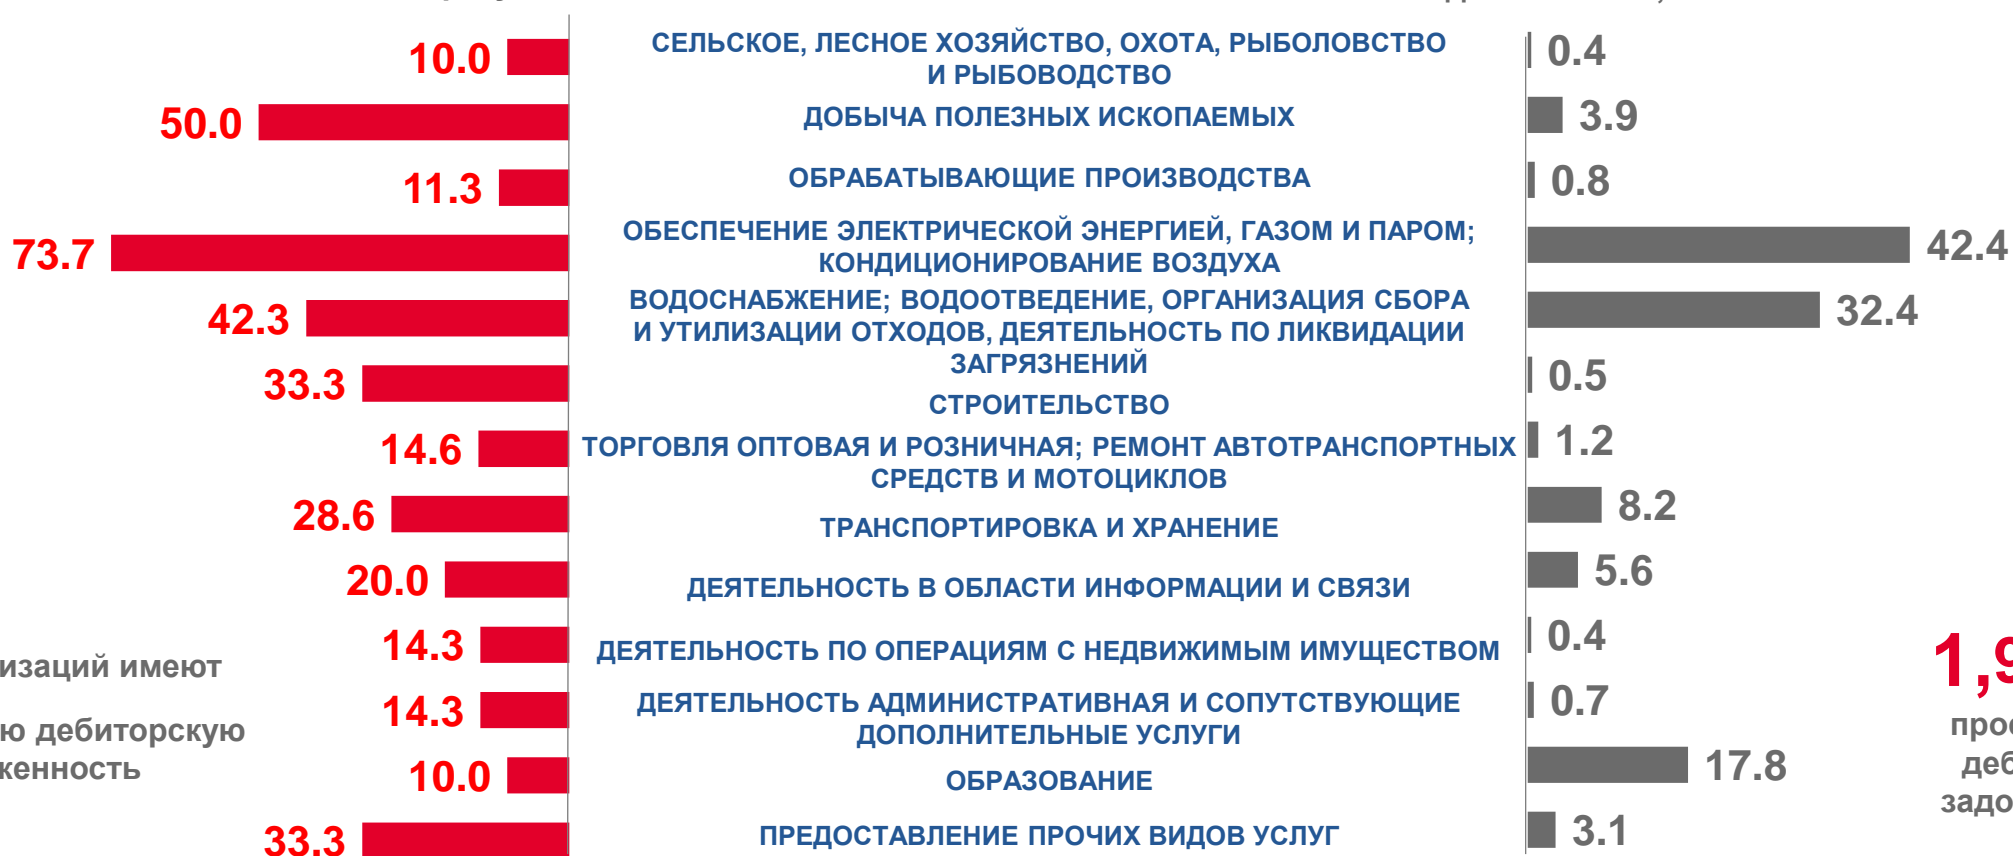 10.0
СЕЛЬСКОЕ, ЛЕСНОЕ ХОЗЯЙСТВО, ОХОТА, РЫБОЛОВСТВО
И РЫБОВОДСТВО
0.4
50.0
ДОБЫЧА ПОЛЕЗНЫХ ИСКОПАЕМЫХ
3.9
11.3
ОБРАБАТЫВАЮЩИЕ ПРОИЗВОДСТВА
0.8
73.7
ОБЕСПЕЧЕНИЕ ЭЛЕКТРИЧЕСКОЙ ЭНЕРГИЕЙ, ГАЗОМ И ПАРОМ;
КОНДИЦИОНИРОВАНИЕ ВОЗДУХА
42.4
42.3
ВОДОСНАБЖЕНИЕ; ВОДООТВЕДЕНИЕ, ОРГАНИЗАЦИЯ СБОРА
И УТИЛИЗАЦИИ ОТХОДОВ, ДЕЯТЕЛЬНОСТЬ ПО ЛИКВИДАЦИИ
ЗАГРЯЗНЕНИЙ
32.4
33.3
СТРОИТЕЛЬСТВО
0.5
14.6
ТОРГОВЛЯ ОПТОВАЯ И РОЗНИЧНАЯ; РЕМОНТ АВТОТРАНСПОРТНЫХ
СРЕДСТВ И МОТОЦИКЛОВ
1.2
28.6
ТРАНСПОРТИРОВКА И ХРАНЕНИЕ
8.2
20.0
ДЕЯТЕЛЬНОСТЬ В ОБЛАСТИ ИНФОРМАЦИИ И СВЯЗИ
5.6
14.3
ДЕЯТЕЛЬНОСТЬ ПО ОПЕРАЦИЯМ С НЕДВИЖИМЫМ ИМУЩЕСТВОМ
0.4
14.3
ДЕЯТЕЛЬНОСТЬ АДМИНИСТРАТИВНАЯ И СОПУТСТВУЮЩИЕ
ДОПОЛНИТЕЛЬНЫЕ УСЛУГИ
0.7
10.0
ОБРАЗОВАНИЕ
17.8
33.3
ПРЕДОСТАВЛЕНИЕ ПРОЧИХ ВИДОВ УСЛУГ
3.1
имеют
дебиторскую